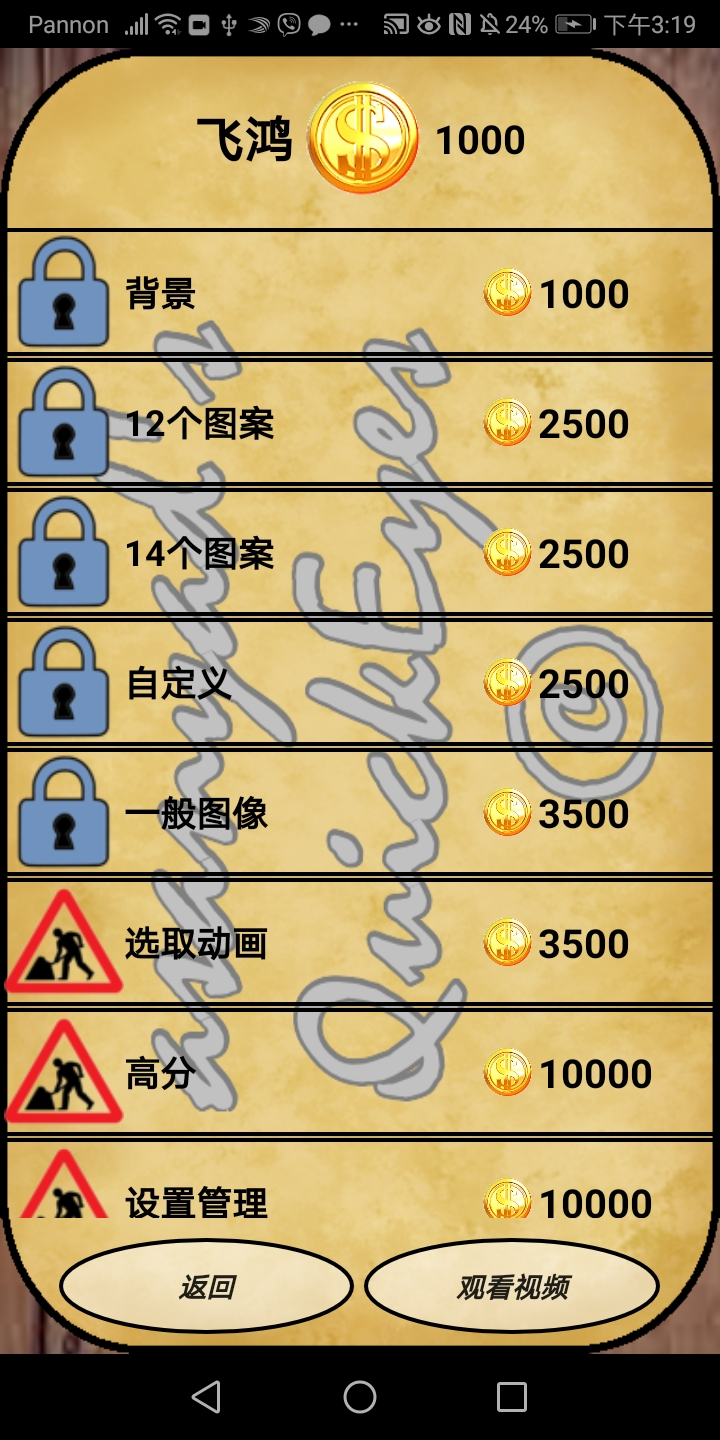 Pannon 24% 下午3:19
飞鸿 1000
背景 1000
12个图案 2500
14个图案 2500
自定义 2500
一般图像 3500
选取动画 3500
高分 10000
设置管理 10000
返回 观看视频
QuickEyes ©